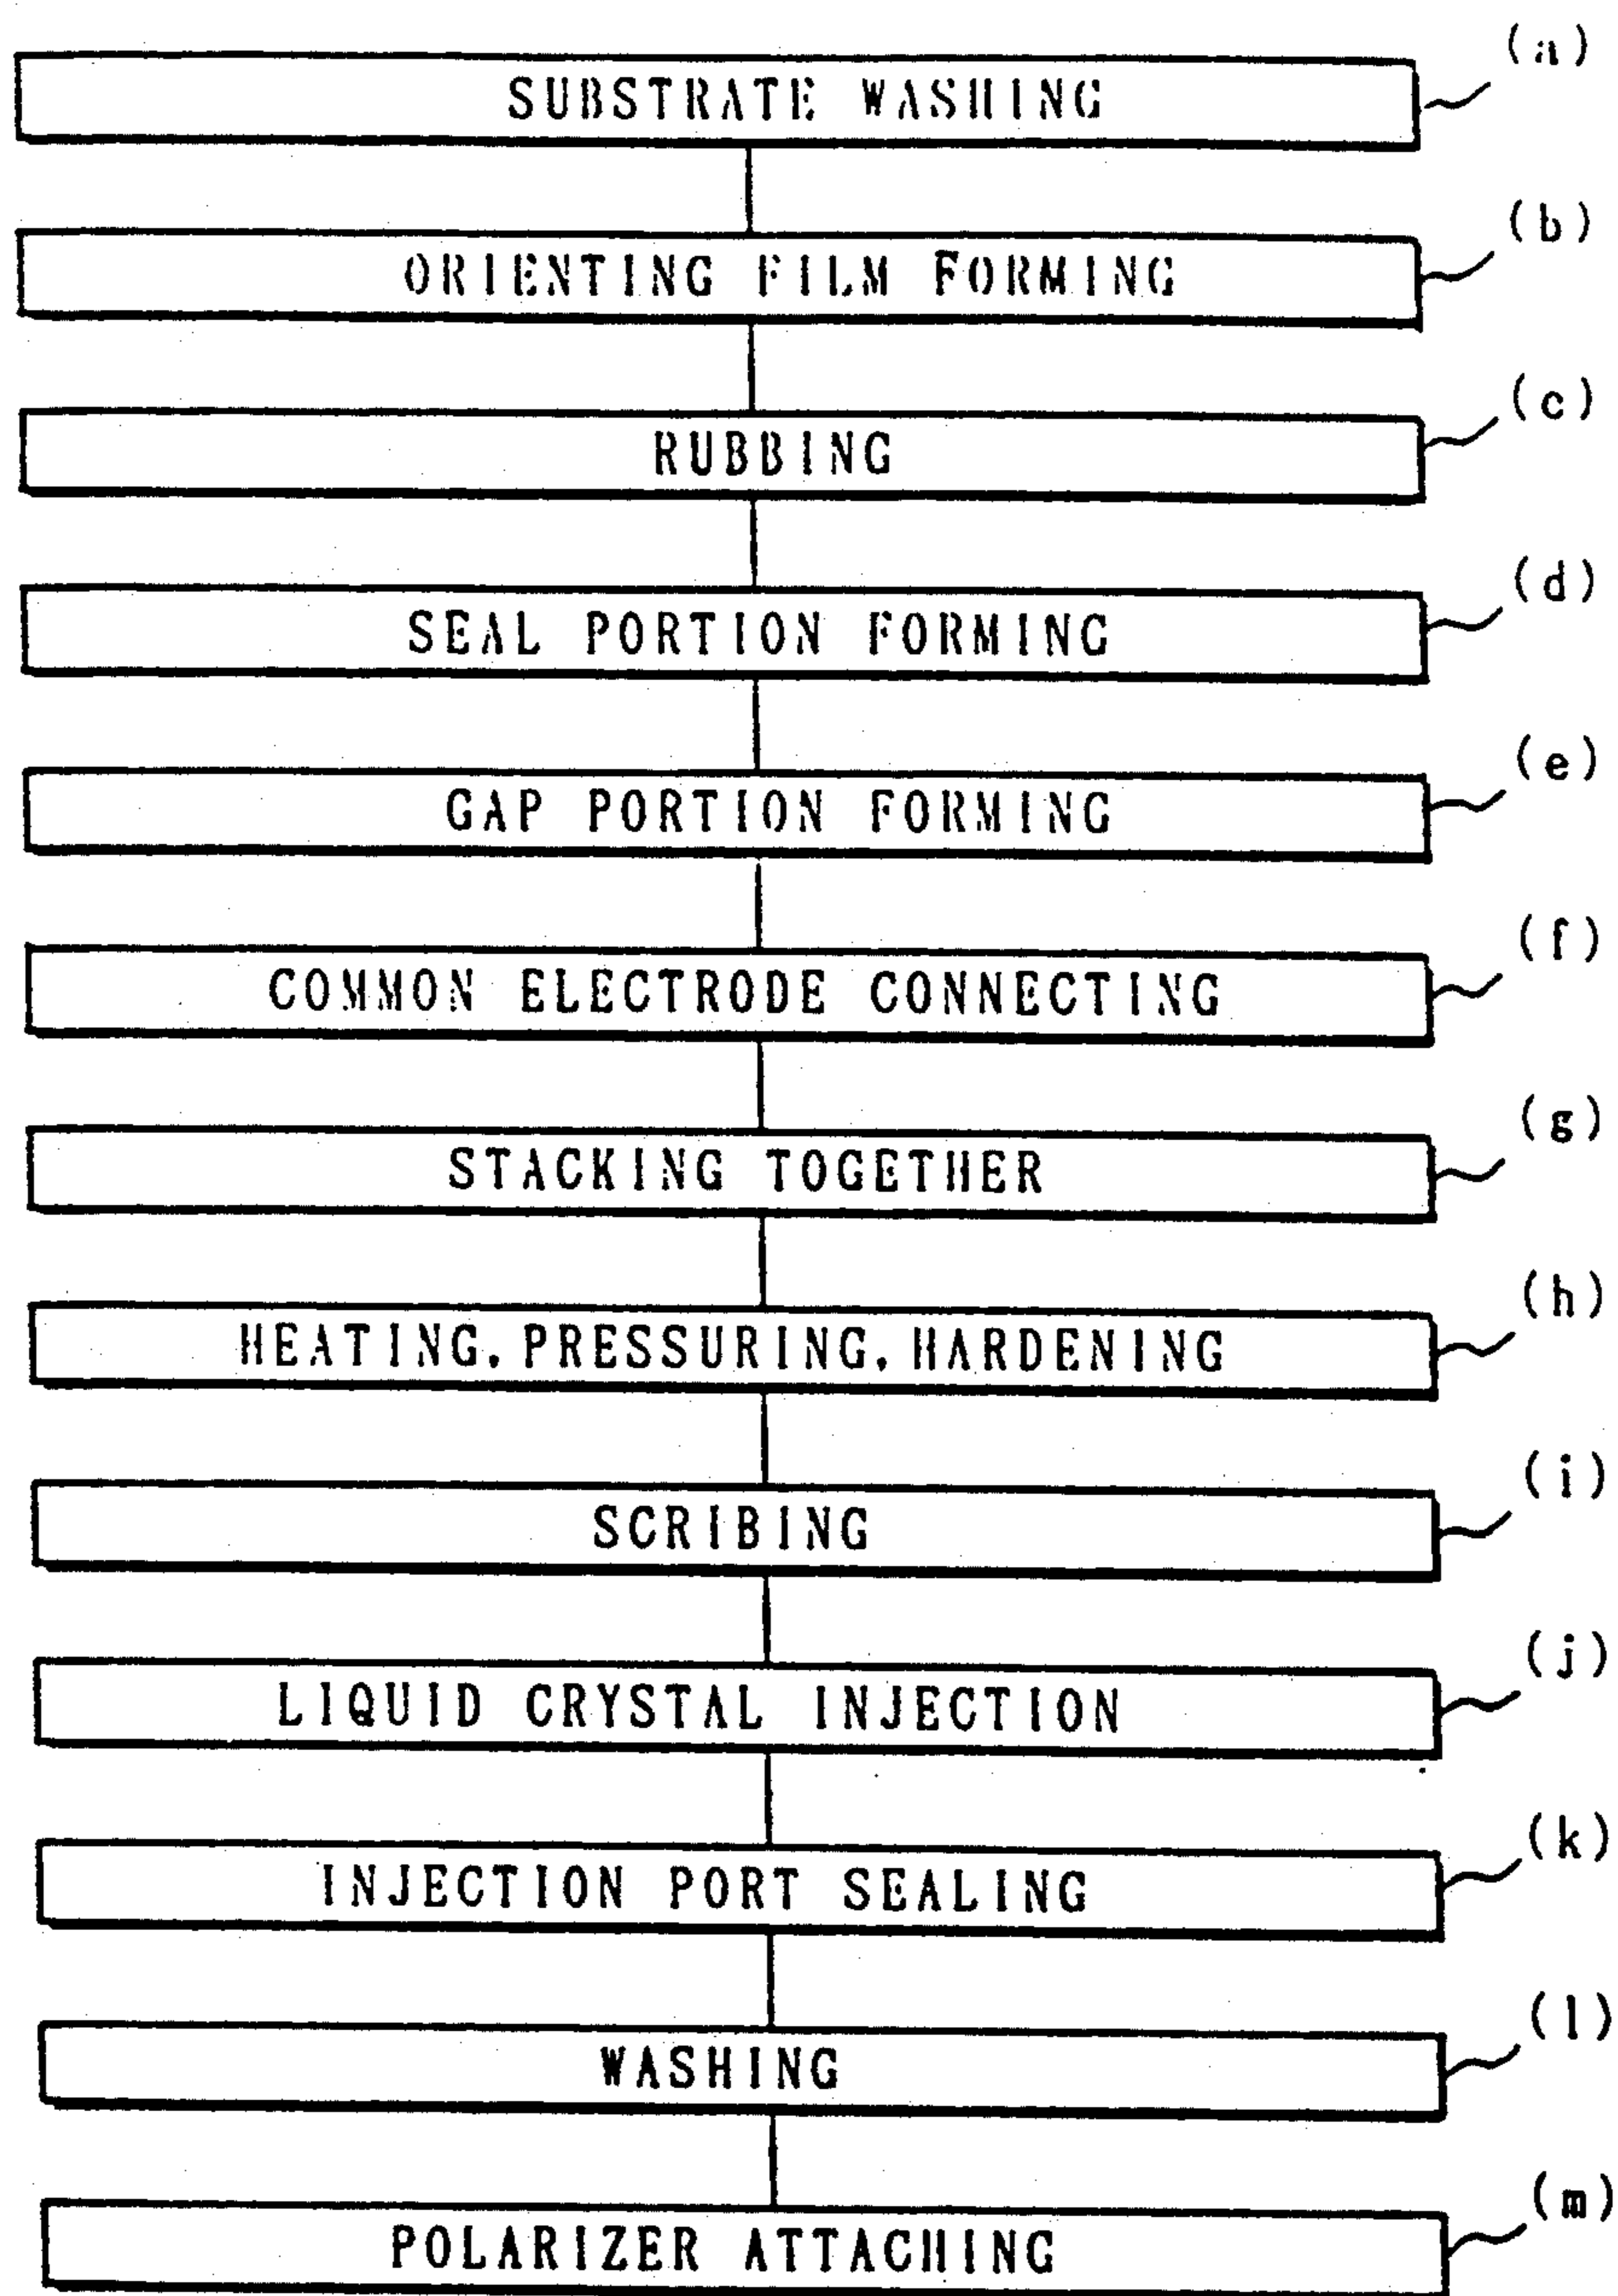 (a)
SUBSTRATE WASHING
(b)
ORIENTING FILM FORMING
(c)
RUBBING
(d)
SEAL PORTION FORMING
(e)
GAP PORTION FORMING
(f)
COMMON ELECTRODE CONNECTING
(g)
STACKING TOGETHER
(h)
HEATING, PRESSURING, HARDENING
(i)
SCRIBING
(j)
LIQUID CRYSTAL INJECTION
(k)
INJECTION PORT SEALING
(l)
WASHING
(m)
POLARIZER ATTACHING